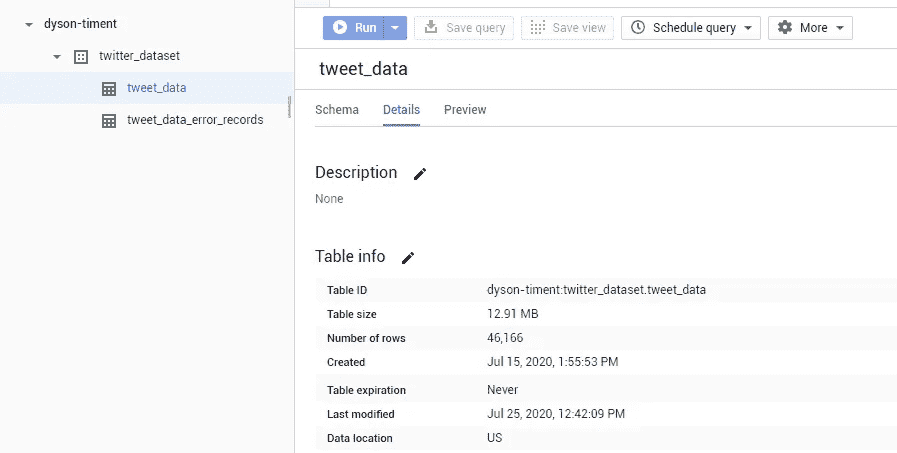 dyson-timent
twitter_dataset
tweet_data
tweet_data_error_records
Run Save query Save view Schedule query More
tweet_data
Schema Details Preview
Description
None
Table info
Table ID dyson-timent:twitter_dataset.tweet_data
Table size 12.91 MB
Number of rows 46,166
Created Jul 15, 2020, 1:55:53 PM
Table expiration Never
Last modified Jul 25, 2020, 12:42:09 PM
Data location US